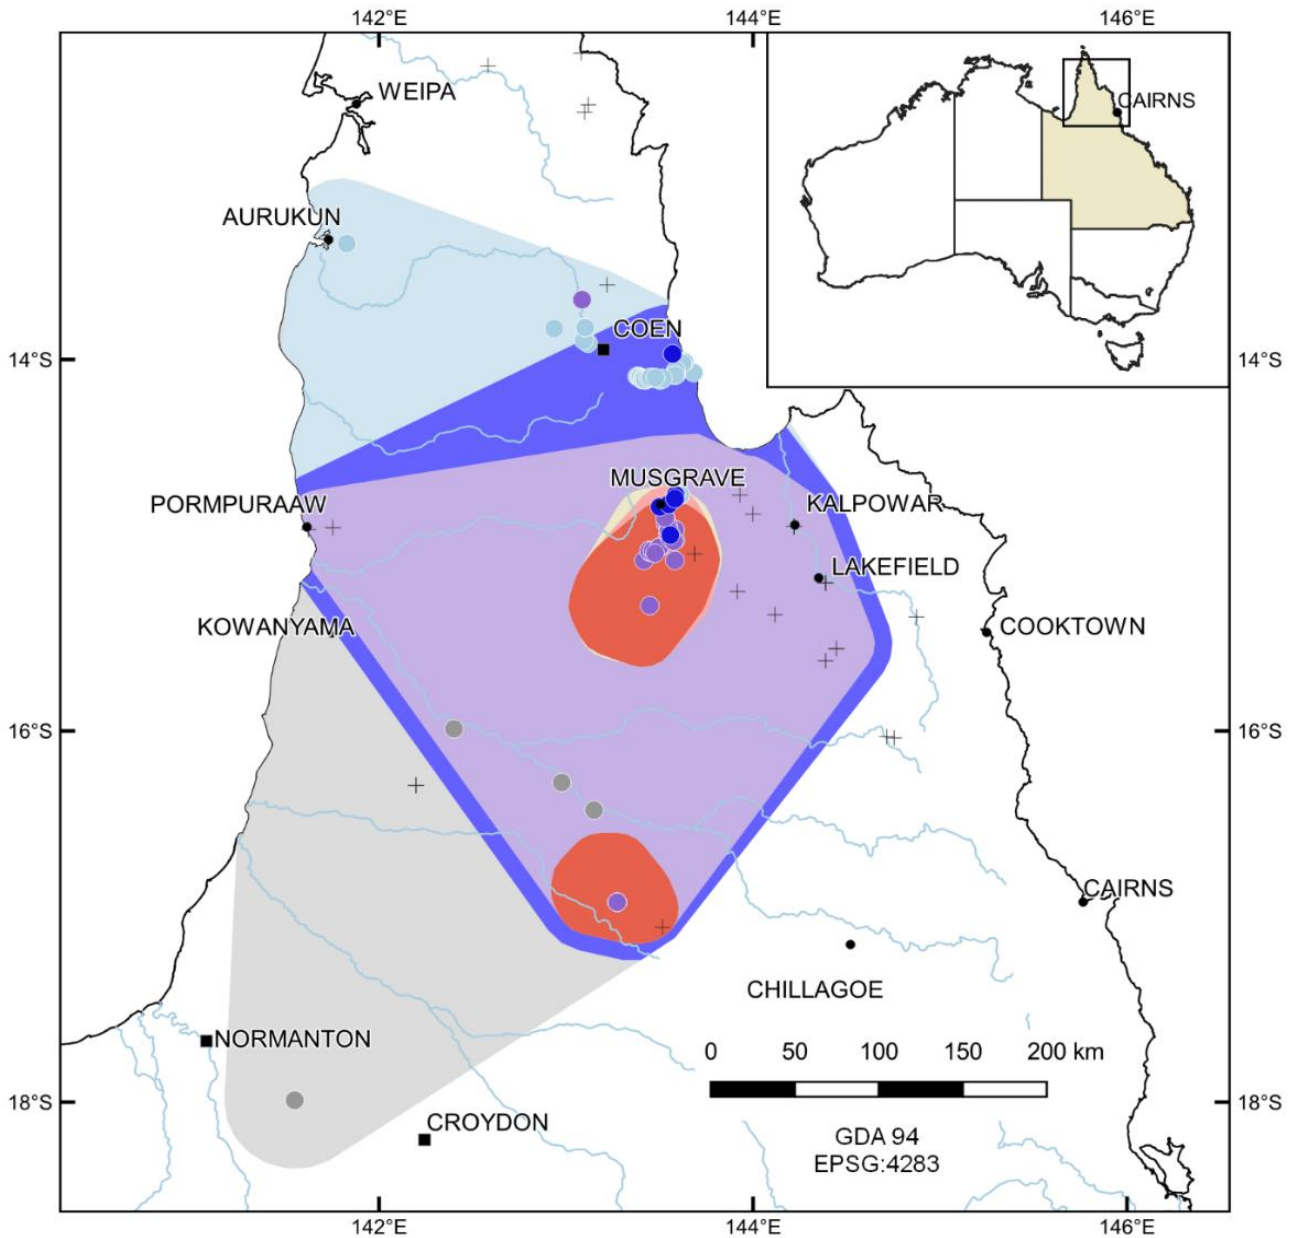 142°E 144°E 146°E
WEIPA
CAIRNS
AURUKUN
COEN
14°S 14°S
MUSGRAVE
PORMPURAAW
KALPOWAR
LAKEFIELD
KOWANYAMA
COOKTOWN
16°S 16°S
CAIRNS
CHILLAGOE
NORMANTON
0 50 100 150 200 km
18°S 18°S
CROYDON
GDA 94
EPSG:4283
142°E 144°E 146°E